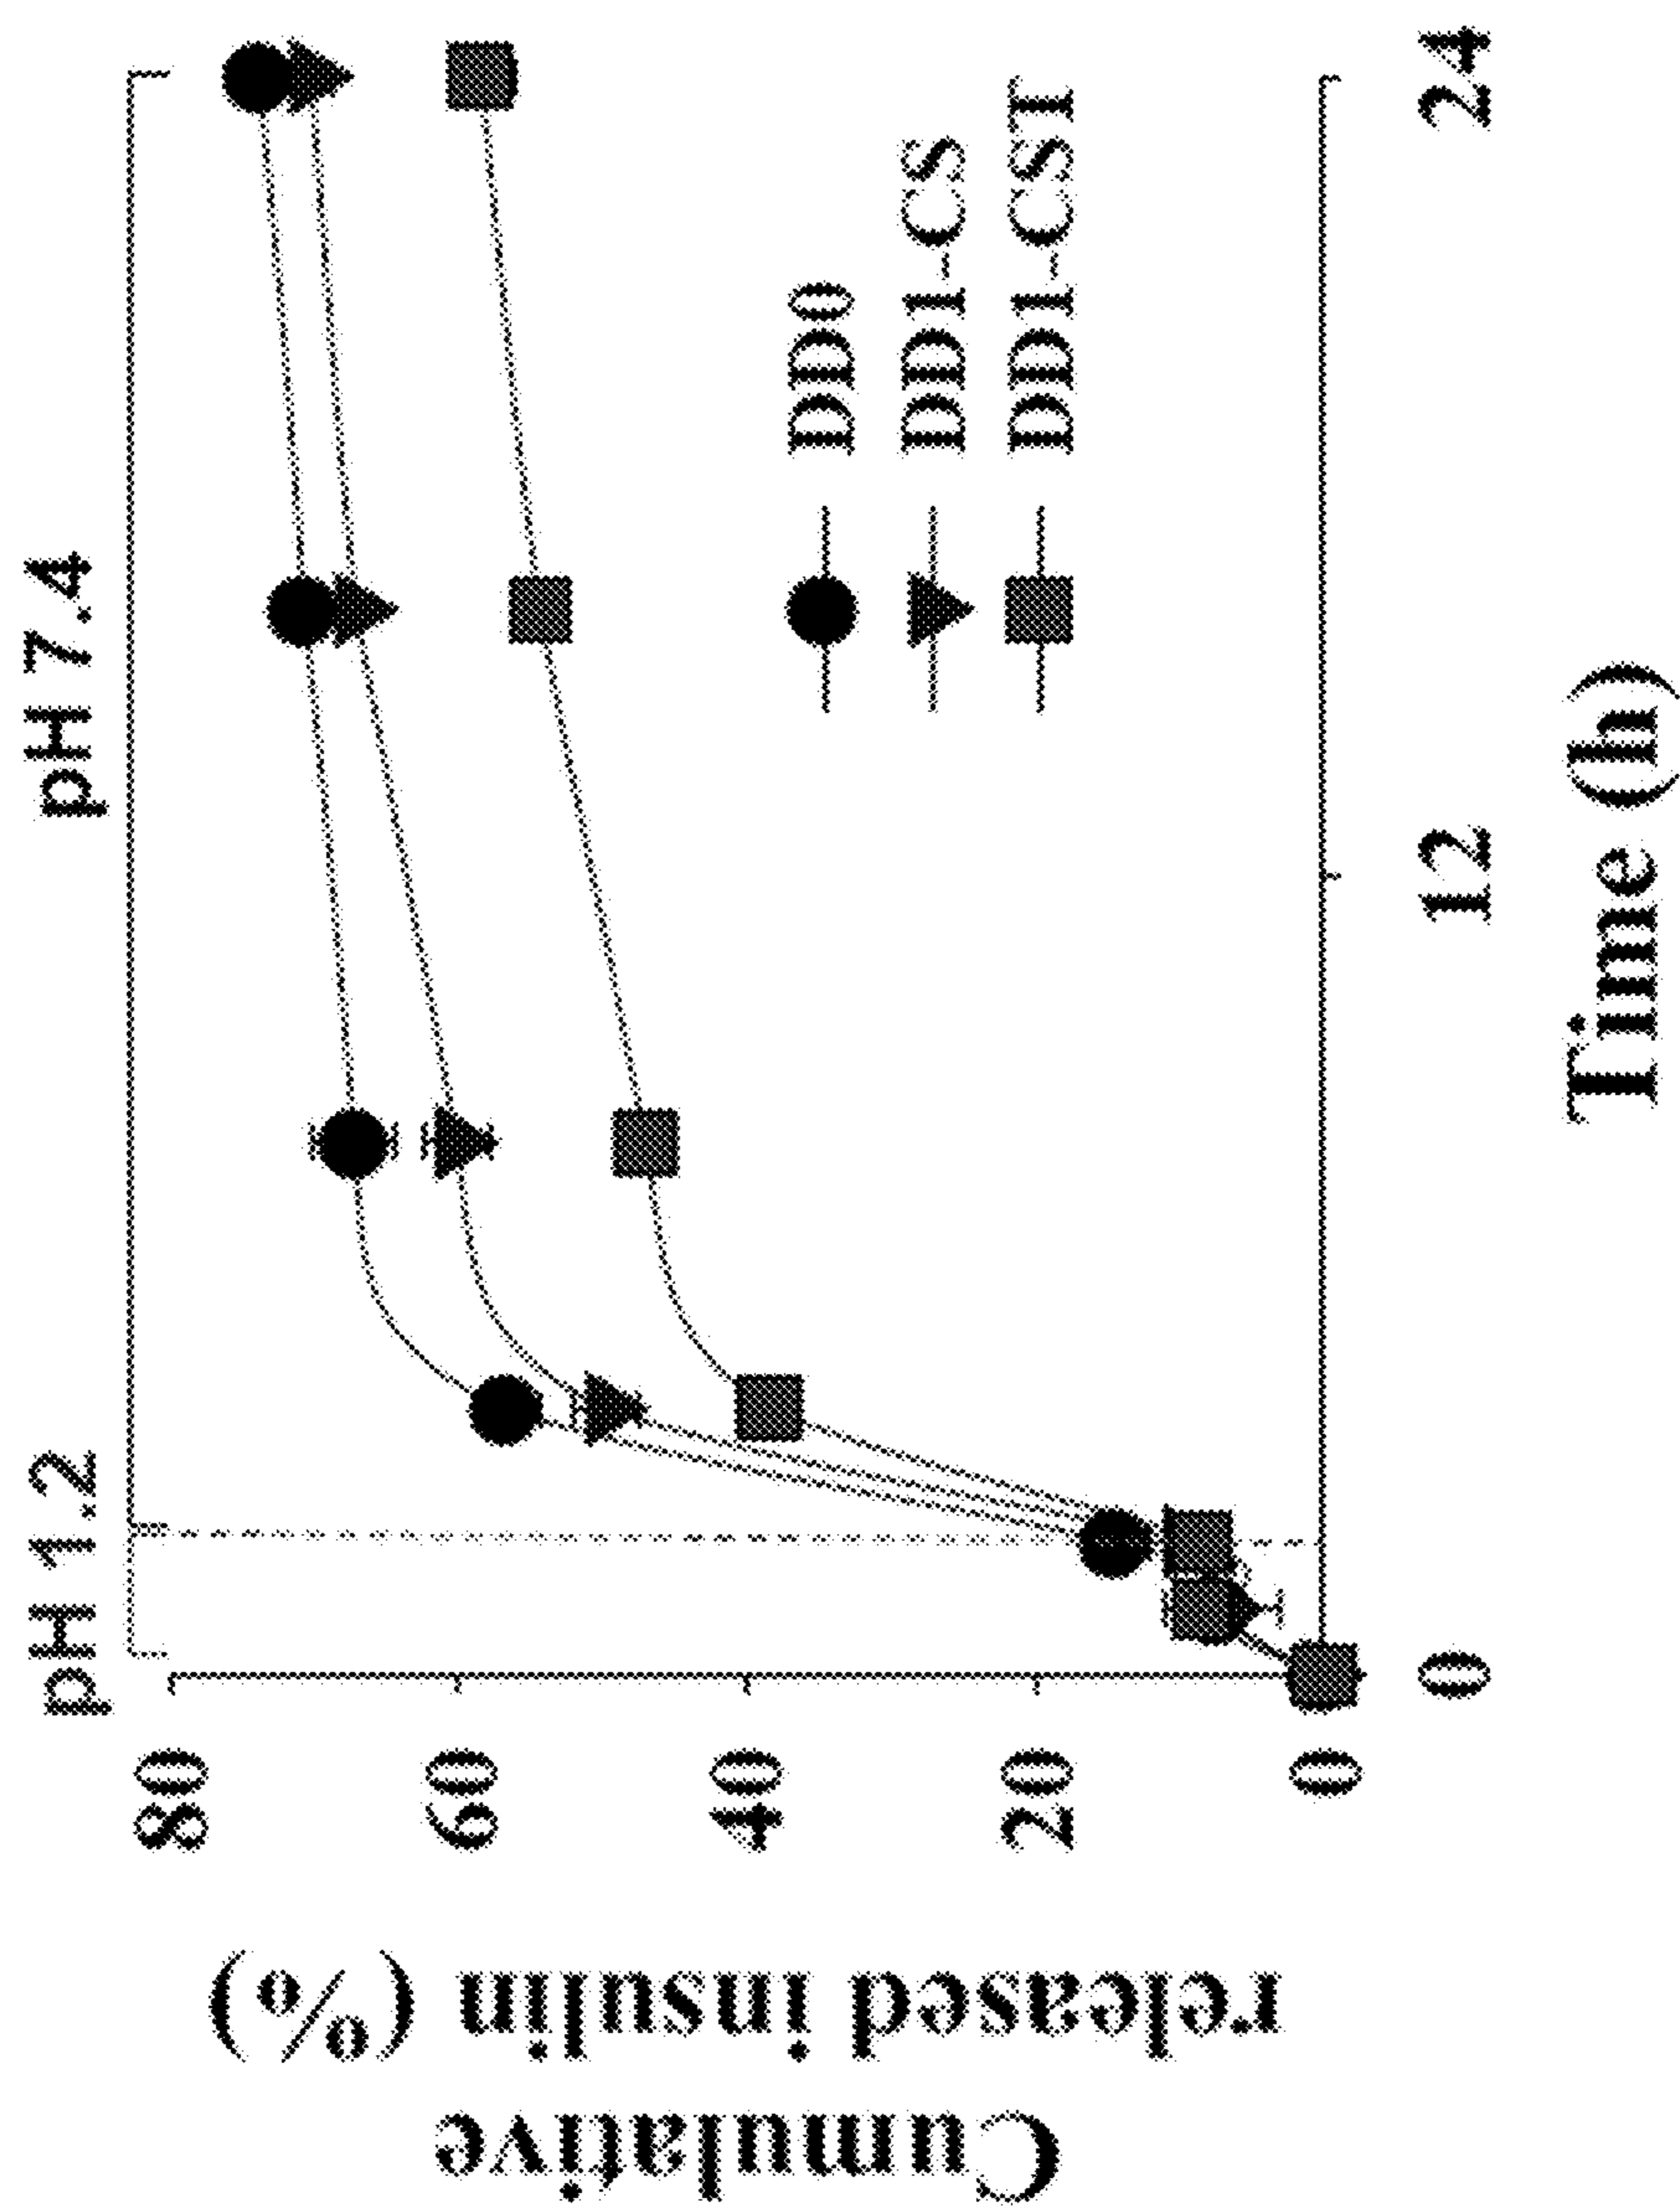 pH 1.2
pH 7.4
Cumulative
released insulin (%)
80
60
40
20
0
DD0
DD1-CS
DD1-CST
0
12
24
Time (h)